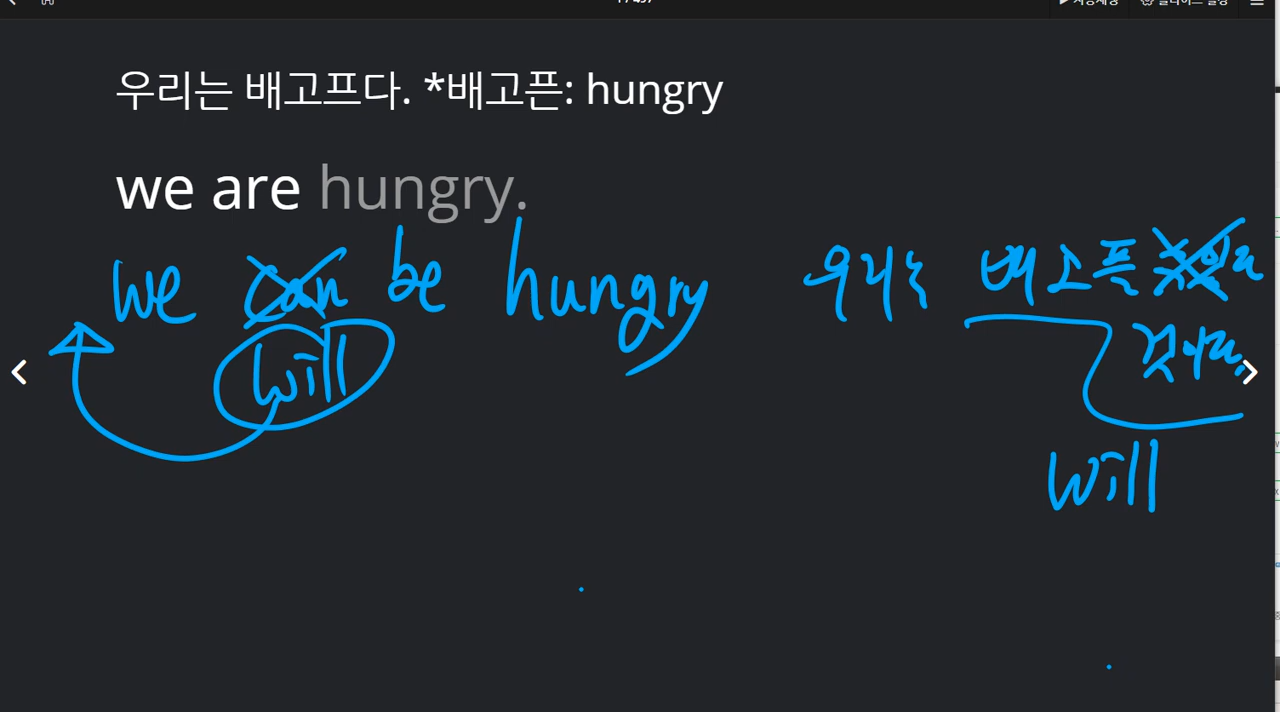 우리는 배고프다. *배고픈: hungry
we are hungry.
we can be hungry 우리는 배고플
will 것이다.
will